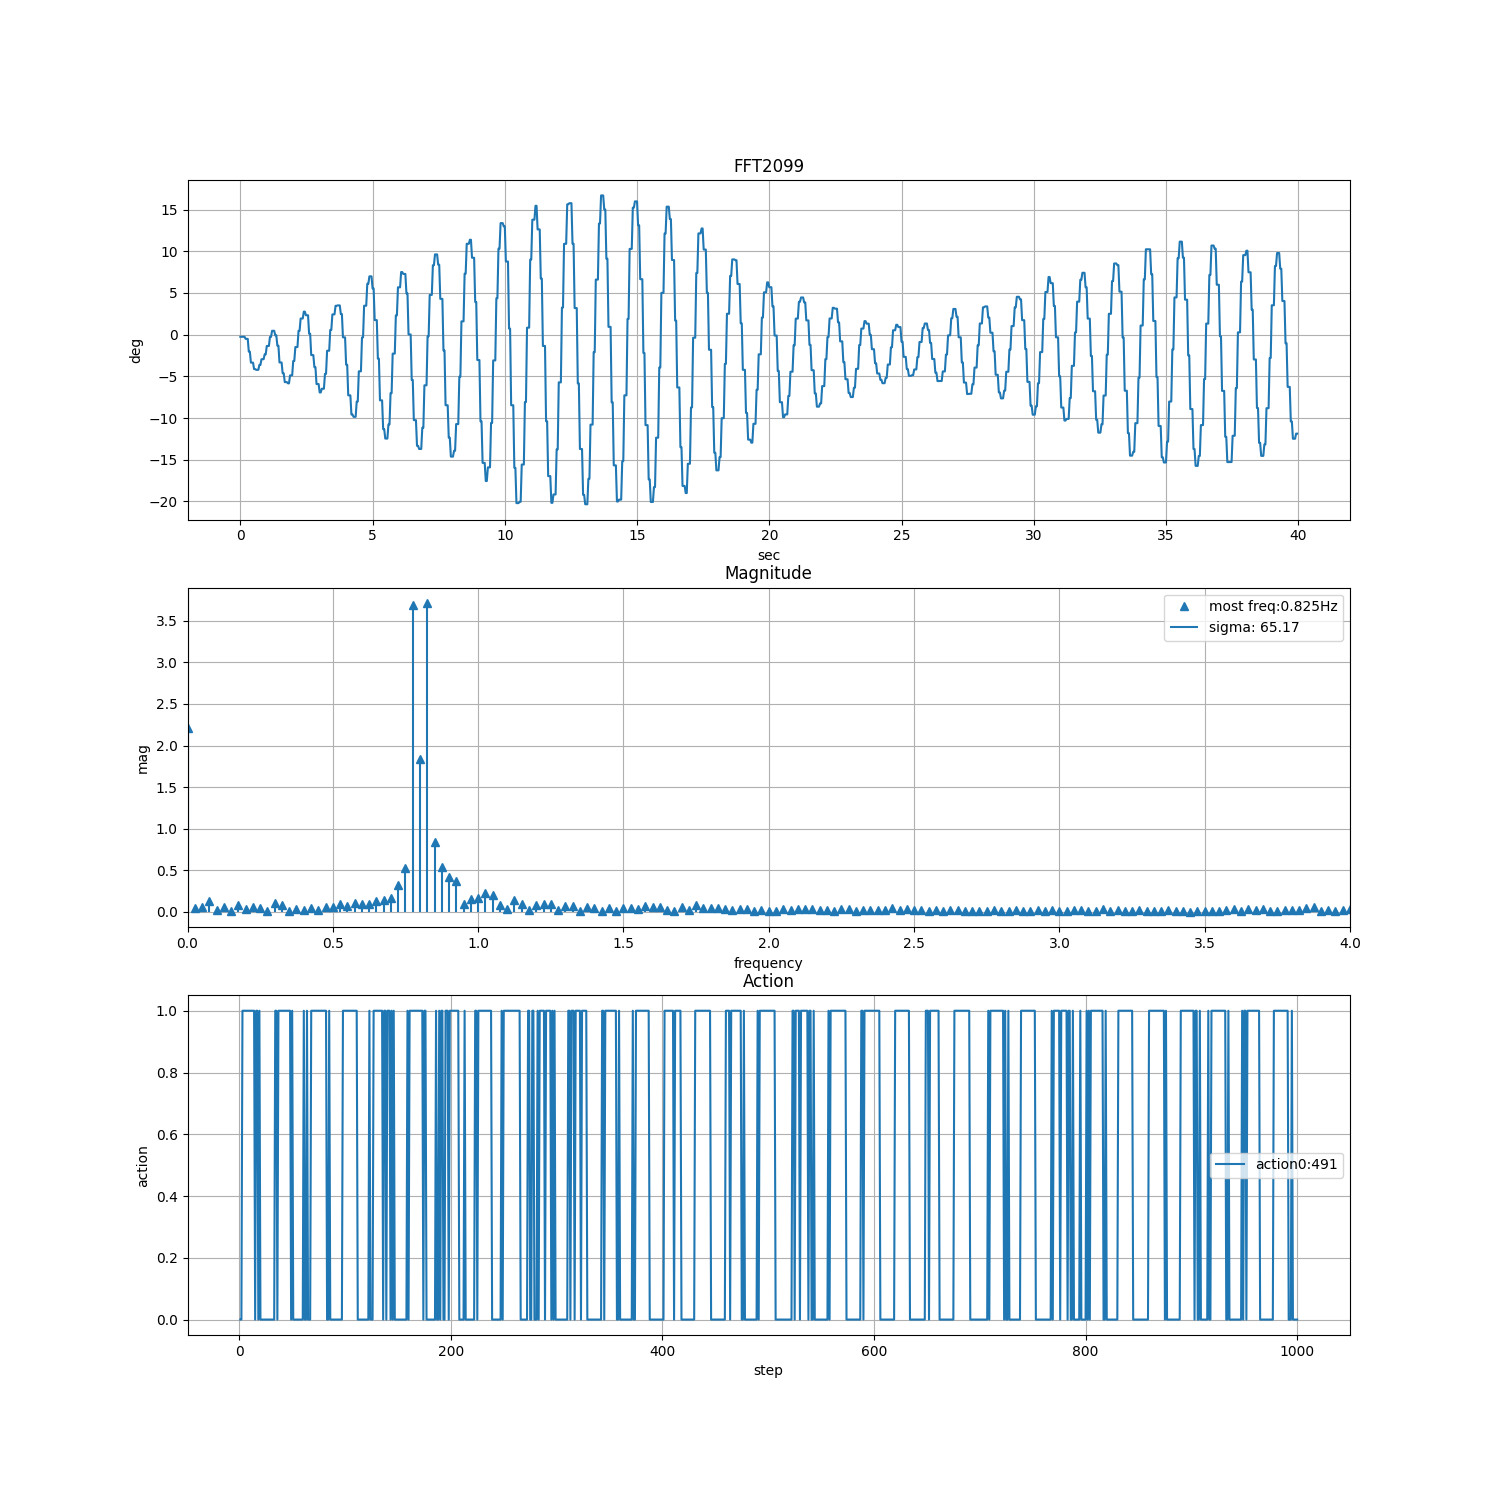 FFT2099
15
10
5
0
−5
−10
−15
−20
deg
0 5 10 15 20 25 30 35 40
sec
Magnitude
most freq:0.825Hz
sigma: 65.17
3.5
3.0
2.5
2.0
1.5
1.0
0.5
0.0
mag
0.0 0.5 1.0 1.5 2.0 2.5 3.0 3.5 4.0
frequency
Action
1.0
0.8
0.6
0.4
0.2
0.0
action
action0:491
0 200 400 600 800 1000
step